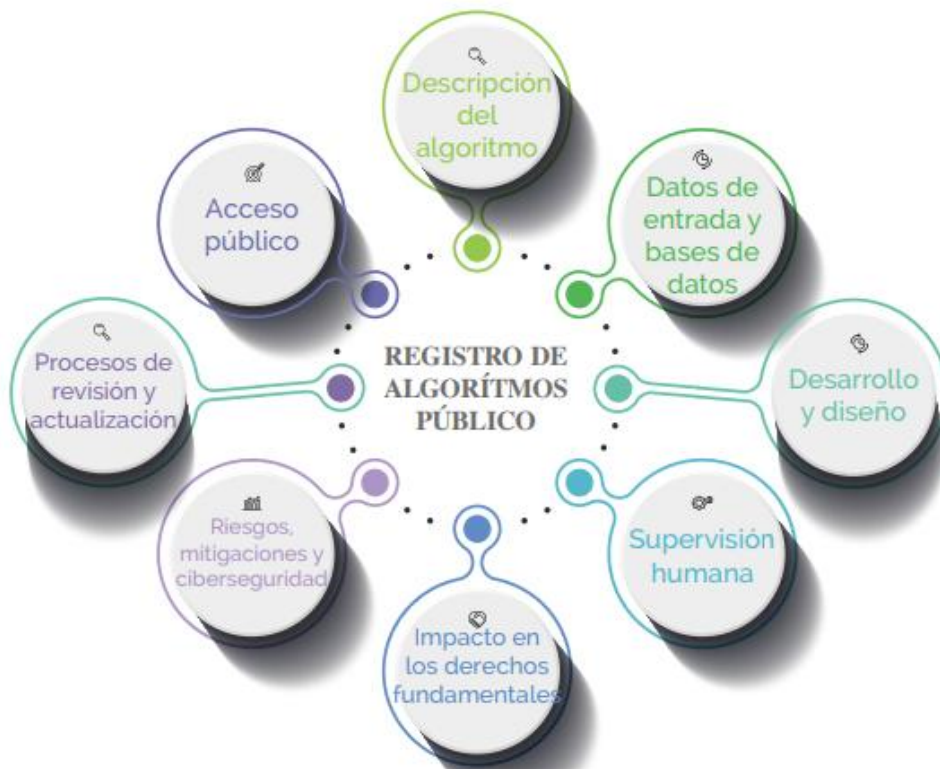 Descripción
del
algoritmo
Datos de
entrada y
bases de
datos
Desarrollo
y diseño
Supervisión
humana
Impacto en
los derechos
fundamentales
Riesgos,
mitigaciones y
ciberseguridad
Procesos de
revisión y
actualización
Acceso
público
REGISTRO DE
ALGORÍTMOS
PÚBLICO